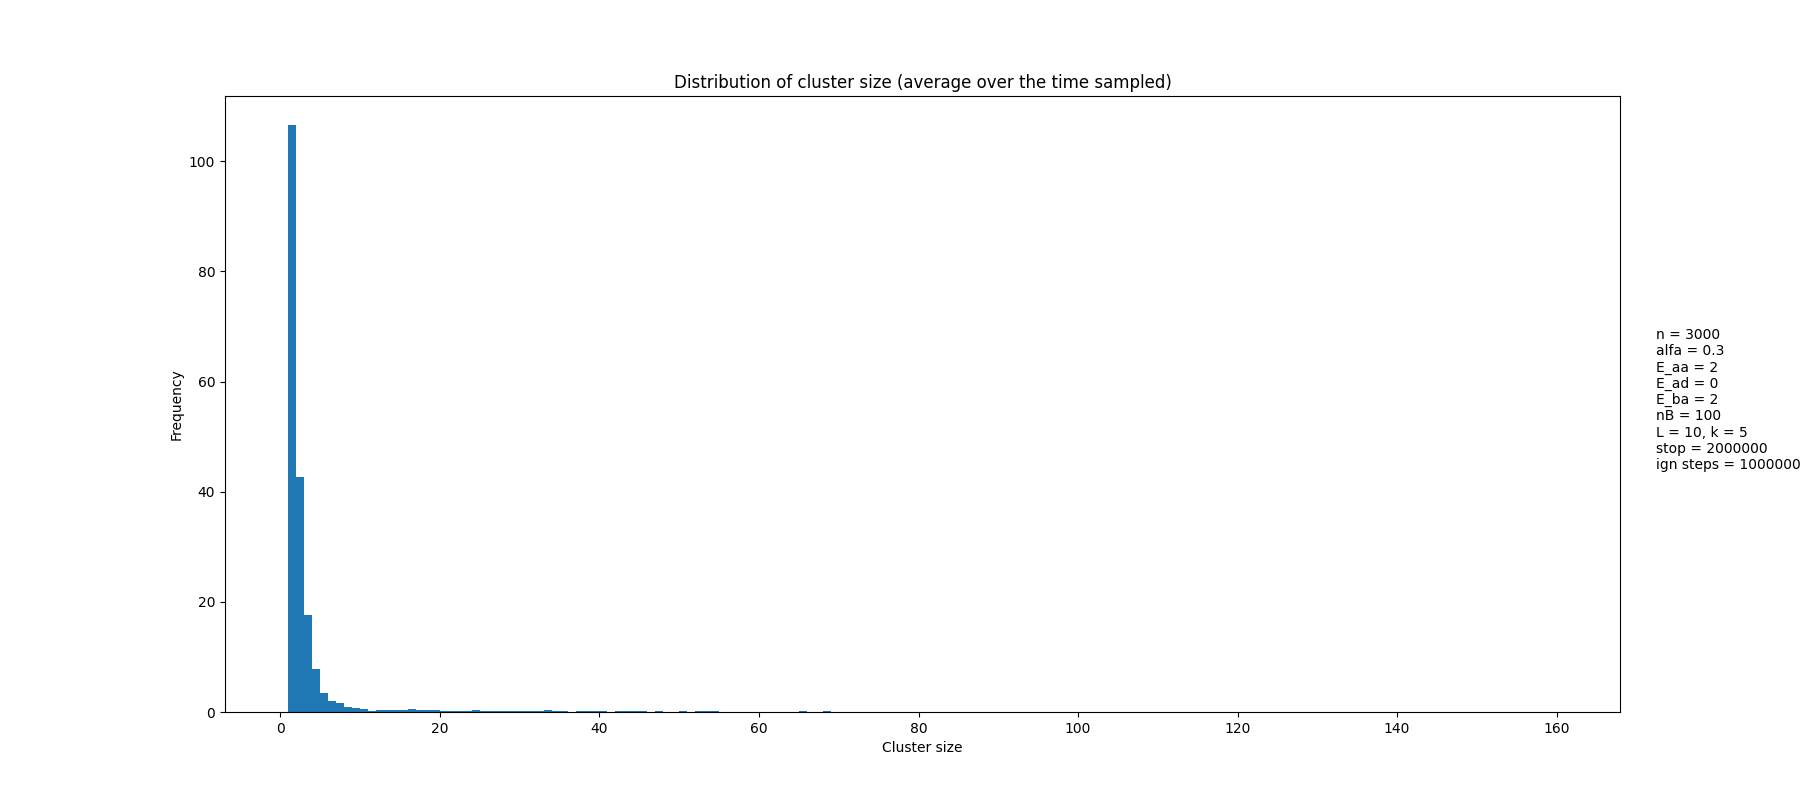 Distribution of cluster size (average over the time sampled)
100
80
60
40
20
0
Frequency
0 20 40 60 80 100 120 140 160
Cluster size
n = 3000
alfa = 0.3
E_aa = 2
E_ad = 0
E_ba = 2
nB = 100
L = 10, k = 5
stop = 2000000
ign steps = 1000000